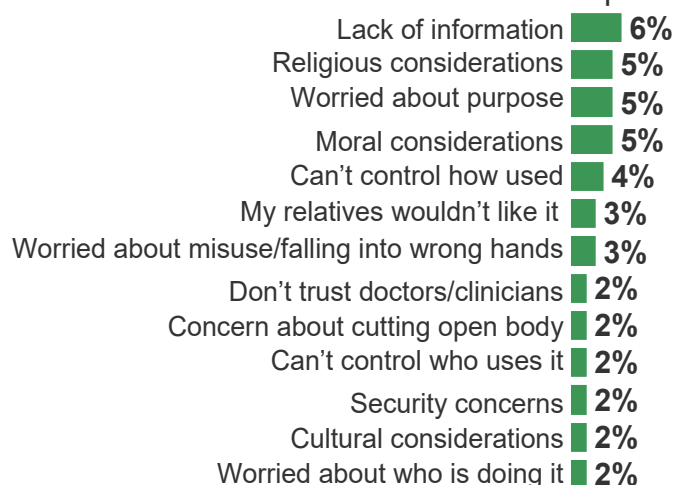 Lack of information 6%
Religious considerations 5%
Worried about purpose 5%
Moral considerations 5%
Can’t control how used 4%
My relatives wouldn’t like it 3%
Worried about misuse/falling into wrong hands 3%
Don’t trust doctors/clinicians 2%
Concern about cutting open body 2%
Can’t control who uses it 2%
Security concerns 2%
Cultural considerations 2%
Worried about who is doing it 2%